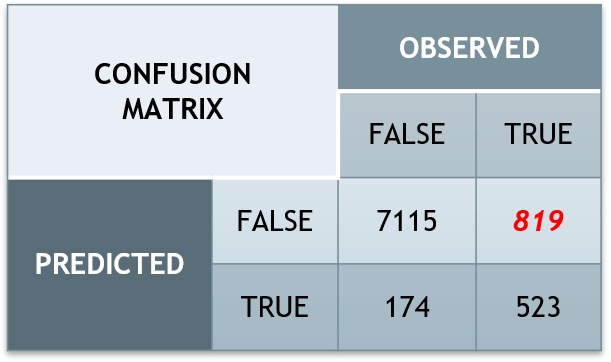 CONFUSION
MATRIX
OBSERVED
FALSE TRUE
PREDICTED
FALSE 7115 819
TRUE 174 523